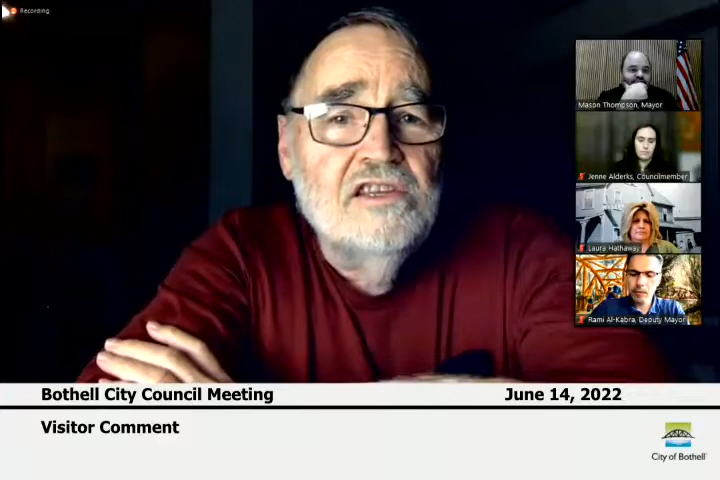 Recording
Mason Thompson, Mayor
Jenne Alderks, Councilmember
Laura Hathaway
Rami Al-Kabra, Deputy Mayor
Bothell City Council Meeting June 14, 2022
Visitor Comment
City of Bothell